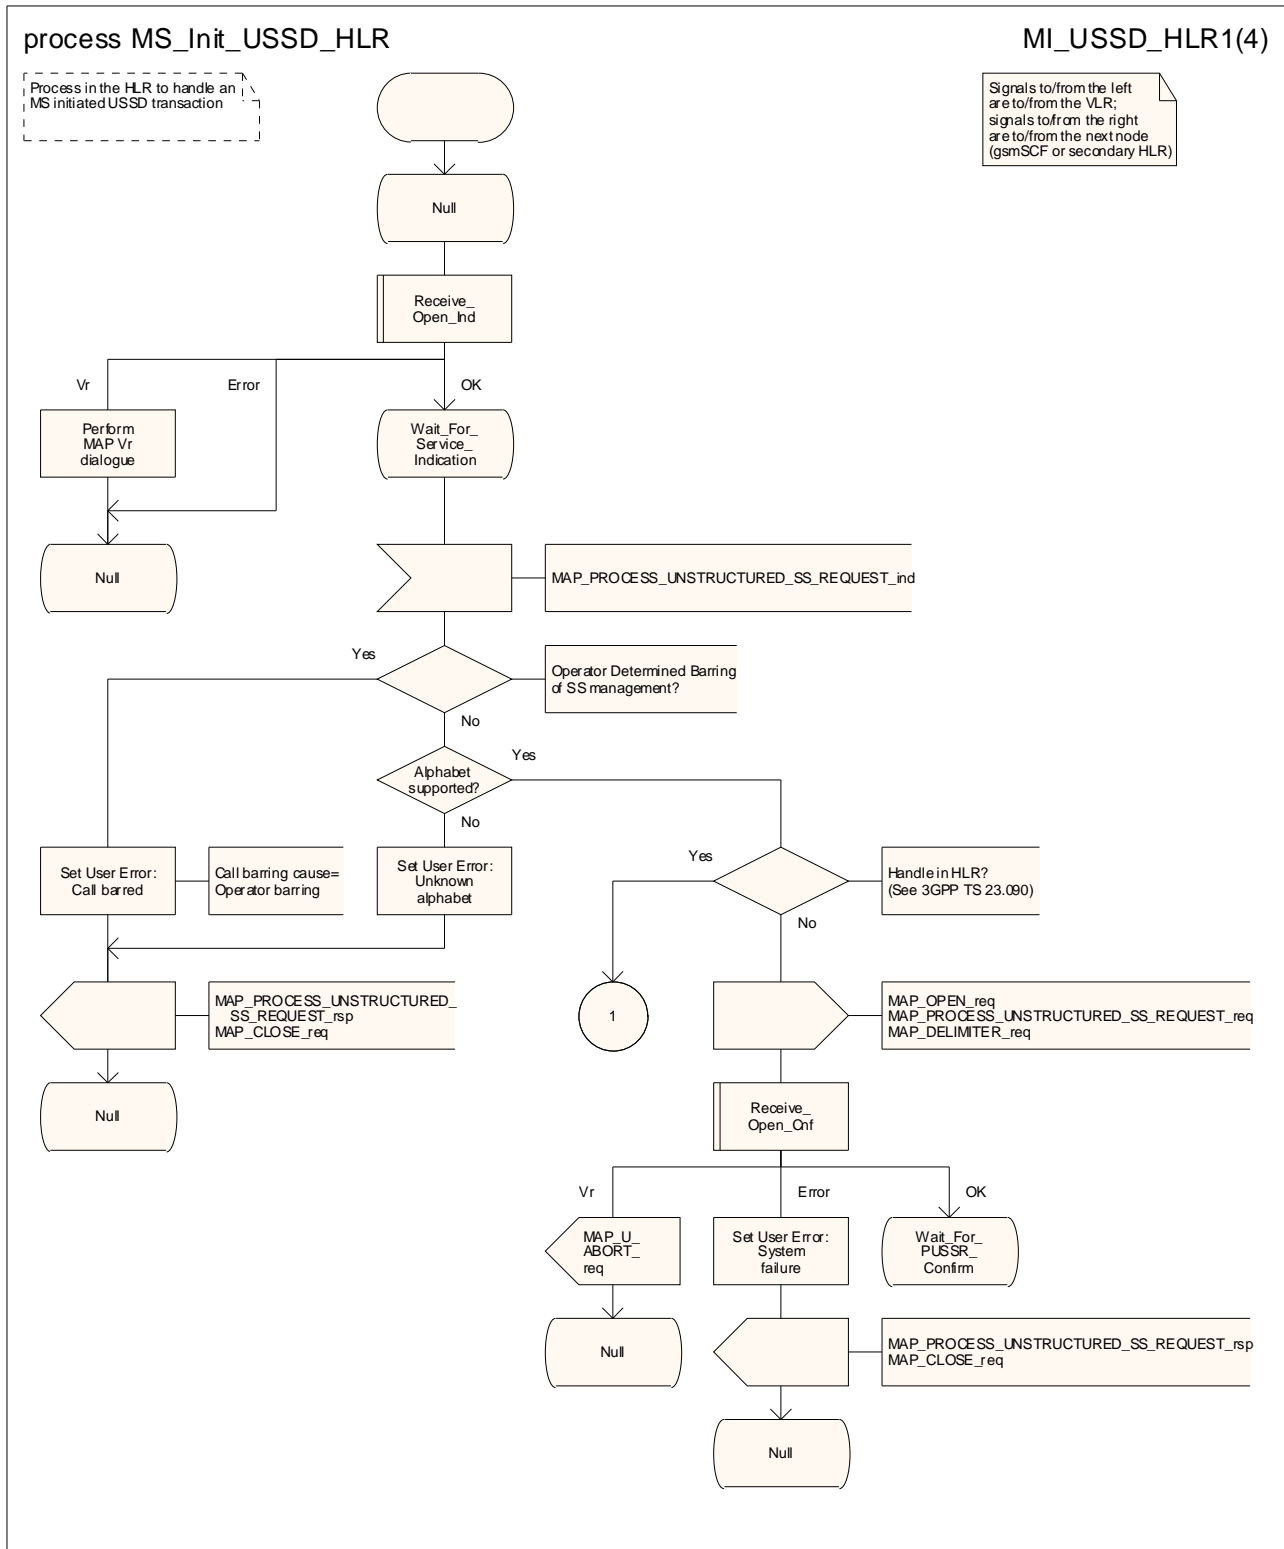 process MS_Init_USSD_HLR
MI_USSD_HLR1(4)
Process in the HLR to handle an
MS initiated USSD transaction
Signals to/from the left
are to/from the VLR;
signals to/from the right
are to/from the next node
(gsmSCF or secondary HLR)
Null
Receive_
Open_Ind
Vr
Error
OK
Perform
MAP Vr
dialogue
Wait_For_
Service_
Indication
Null
MAP_PROCESS_UNSTRUCTURED_SS_REQUEST_ind
Yes
Operator Determined Barring
of SS management?
No
Yes
Alphabet
supported?
No
Yes
Set User Error:
Call barred
Call barring cause=
Operator barring
Set User Error:
Unknown
alphabet
Handle in HLR?
(See 3GPP TS 23.090)
No
MAP_PROCESS_UNSTRUCTURED_
SS_REQUEST_rsp
MAP_CLOSE_req
1
MAP_OPEN_req
MAP_PROCESS_UNSTRUCTURED_SS_REQUEST_req
MAP_DELIMITER_req
Null
Receive_
Open_Cnf
Vr
Error
OK
MAP_U_
ABORT_
req
Set User Error:
System
failure
Wait_For_
PUSSR_
Confirm
Null
MAP_PROCESS_UNSTRUCTURED_SS_REQUEST_rsp
MAP_CLOSE_req
Null